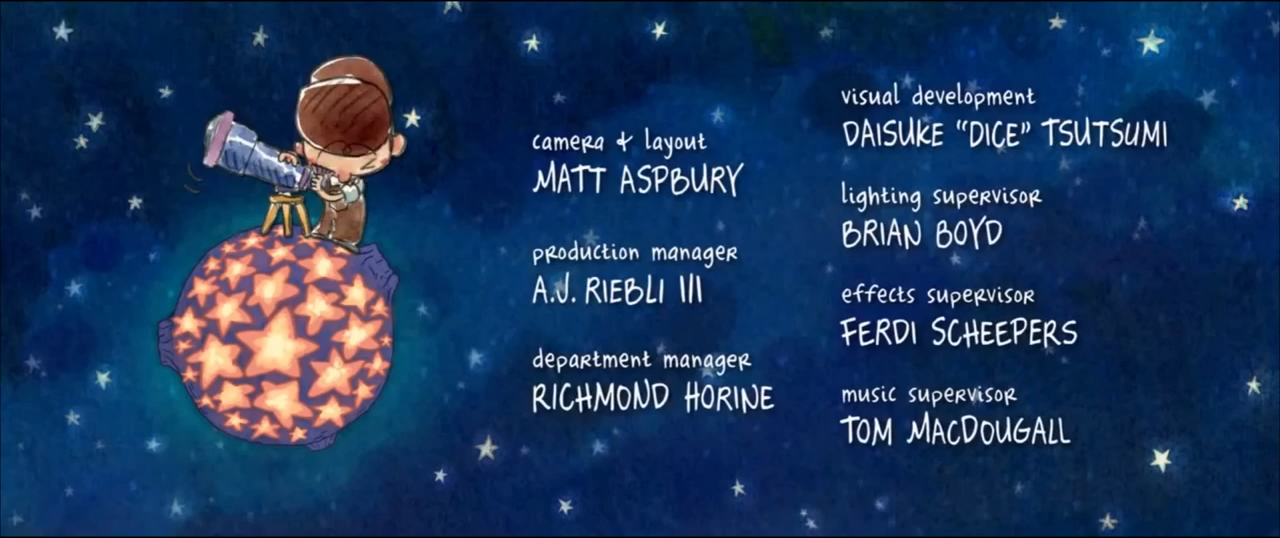 camera & layout
MATT ASPBURY
production manager
A.J. RIEBLI III
department manager
RICHMOND HORINE
visual development
DAISUKE “DICE” TSUTSUMI
lighting supervisor
BRIAN BOYD
effects supervisor
FERDI SCHEEPERS
music supervisor
TOM MACDOUGALL